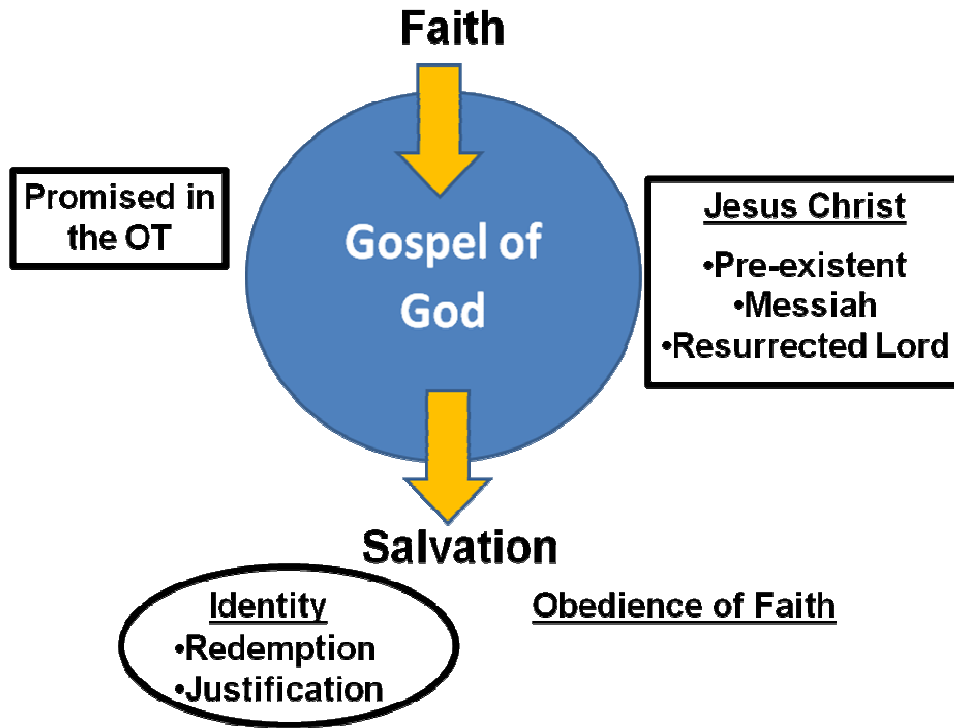 Faith
Promised in
the OT
Gospel of
God
Jesus Christ
•Pre-existent
•Messiah
•Resurrected Lord
Salvation
Identity
•Redemption
•Justification
Obedience of Faith